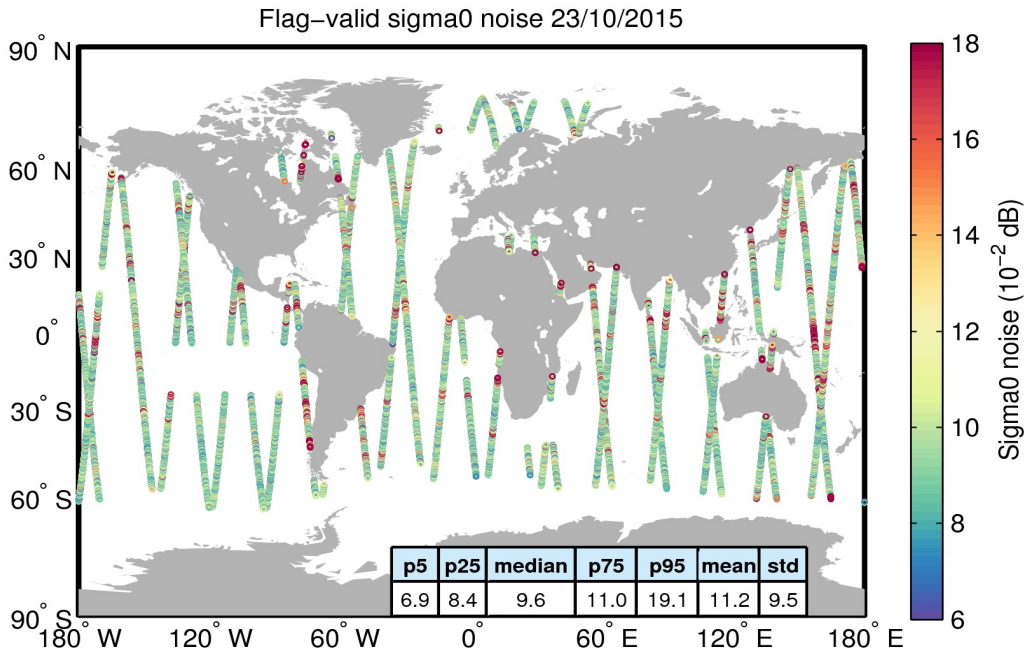 Flag−valid sigma0 noise 23/10/2015
90° N
60° N
30° N
0°
30° S
60° S
90° S
180° W 120° W 60° W 0° 60° E 120° E 180° E
p5 p25 median p75 p95 mean std
6.9 8.4 9.6 11.0 19.1 11.2 9.5
18
16
14
12
10
8
6
Sigma0 noise (10⁻² dB)